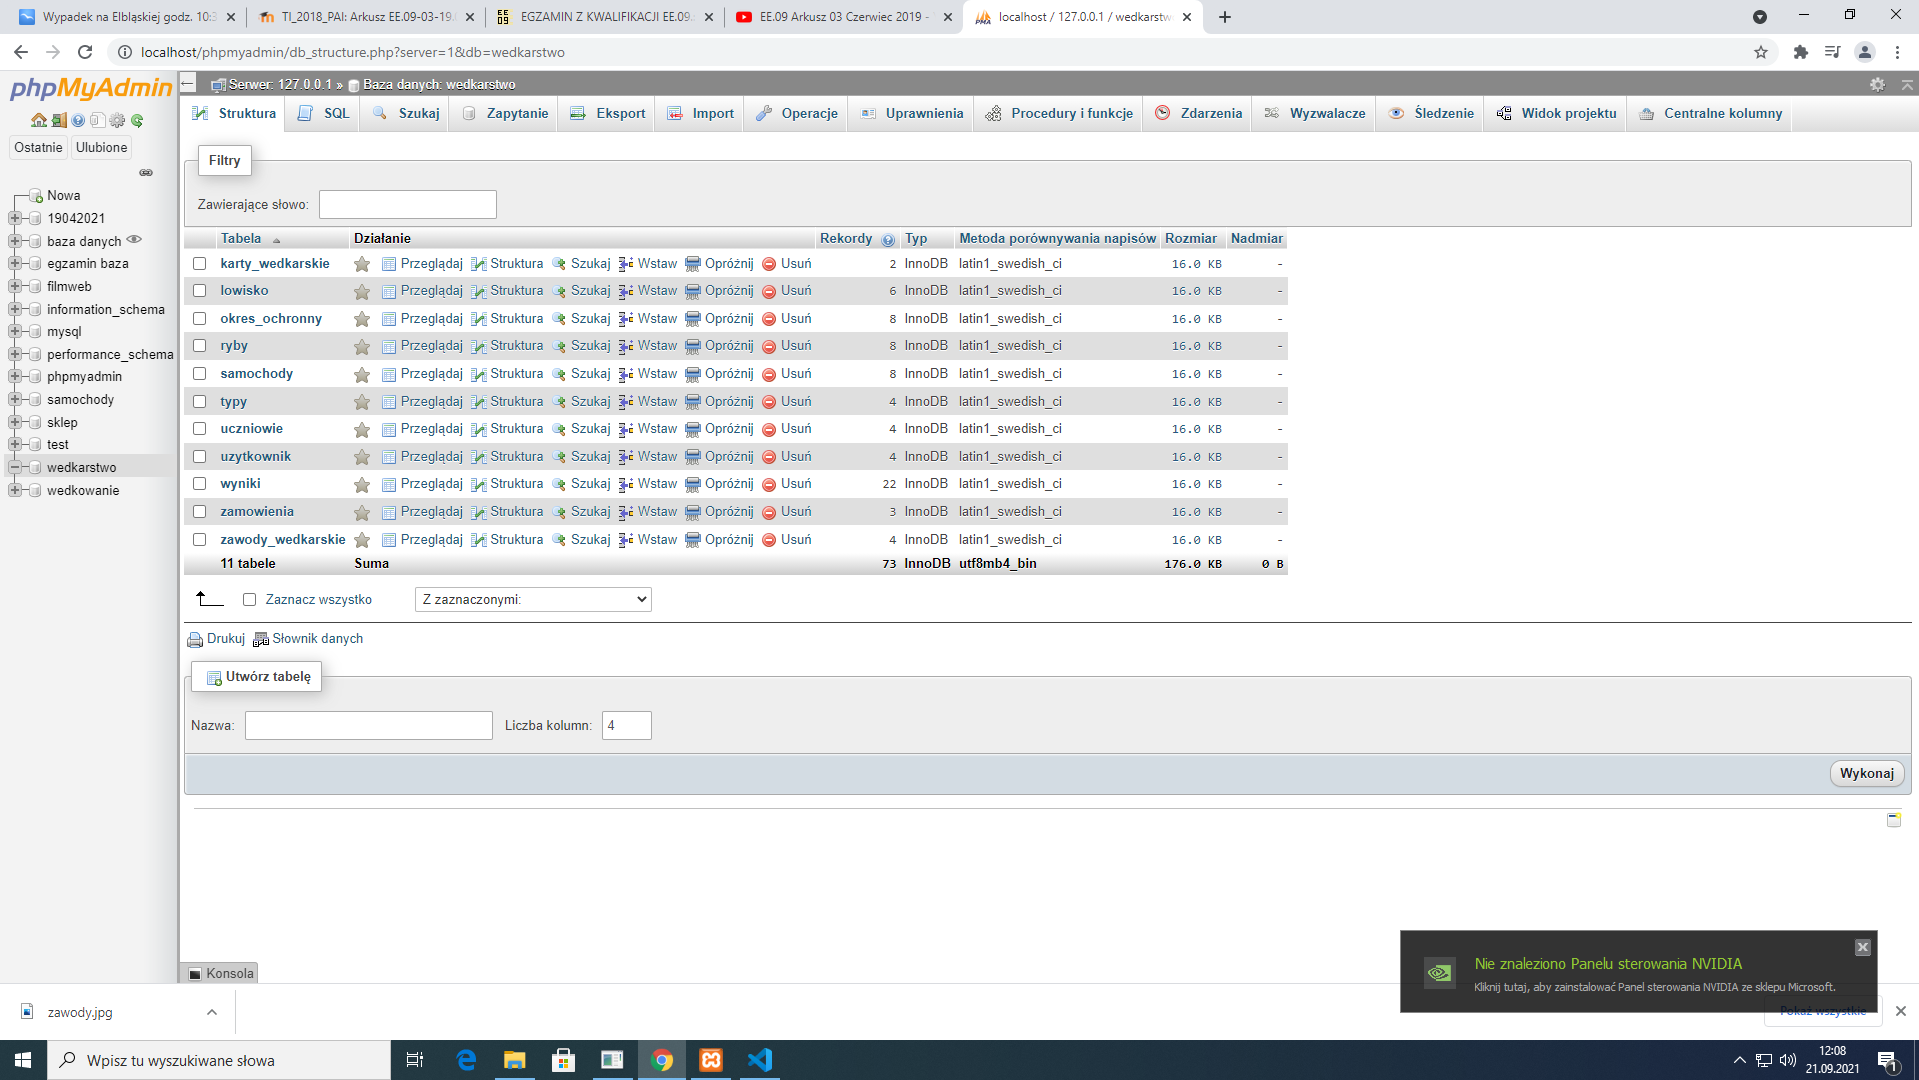 Wypadek na Elbląskiej godz. 10:3
TI_2018_PAI: Arkusz EE.09-03-19.
EGZAMIN Z KWALIFIKACJI EE.09
EE.09 Arkusz 03 Czerwiec 2019 -
localhost / 127.0.0.1 / wedkarstw
localhost/phpmyadmin/db_structure.php?server=1&db=wedkarstwo
phpMyAdmin
Ostatnie Ulubione
Nowa
19042021
baza danych
egzamin baza
filmweb
information_schema
mysql
performance_schema
phpmyadmin
samochody
sklep
test
wedkarstwo
wedkowanie
Serwer: 127.0.0.1 » Baza danych: wedkarstwo
Struktura SQL Szukaj Zapytanie Eksport Import Operacje Uprawnienia Procedury i funkcje Zdarzenia Wyzwalacze Śledzenie Widok projektu Centralne kolumny
Filtry
Zawierające słowo:
Tabela Działanie Rekordy Typ Metoda porównywania napisów Rozmiar Nadmiar
karty_wedkarskie Przeglądaj Struktura Szukaj Wstaw Opróżnij Usuń 2 InnoDB latin1_swedish_ci 16.0 KB -
lowisko Przeglądaj Struktura Szukaj Wstaw Opróżnij Usuń 6 InnoDB latin1_swedish_ci 16.0 KB -
okres_ochronny Przeglądaj Struktura Szukaj Wstaw Opróżnij Usuń 8 InnoDB latin1_swedish_ci 16.0 KB -
ryby Przeglądaj Struktura Szukaj Wstaw Opróżnij Usuń 8 InnoDB latin1_swedish_ci 16.0 KB -
samochody Przeglądaj Struktura Szukaj Wstaw Opróżnij Usuń 8 InnoDB latin1_swedish_ci 16.0 KB -
typy Przeglądaj Struktura Szukaj Wstaw Opróżnij Usuń 4 InnoDB latin1_swedish_ci 16.0 KB -
uczniowie Przeglądaj Struktura Szukaj Wstaw Opróżnij Usuń 4 InnoDB latin1_swedish_ci 16.0 KB -
uzytkownik Przeglądaj Struktura Szukaj Wstaw Opróżnij Usuń 4 InnoDB latin1_swedish_ci 16.0 KB -
wyniki Przeglądaj Struktura Szukaj Wstaw Opróżnij Usuń 22 InnoDB latin1_swedish_ci 16.0 KB -
zamowienia Przeglądaj Struktura Szukaj Wstaw Opróżnij Usuń 3 InnoDB latin1_swedish_ci 16.0 KB -
zawody_wedkarskie Przeglądaj Struktura Szukaj Wstaw Opróżnij Usuń 4 InnoDB latin1_swedish_ci 16.0 KB -
11 tabele Suma 73 InnoDB utf8mb4_bin 176.0 KB 0 B
Zaznacz wszystko Z zaznaczonymi:
Drukuj Słownik danych
Utwórz tabelę
Nazwa: Liczba kolumn: 4
Wykonaj
Konsola
Nie znaleziono Panelu sterowania NVIDIA
Kliknij tutaj, aby zainstalować Panel sterowania NVIDIA ze sklepu Microsoft.
zawody.jpg
Pokaż wszystkie
Wpisz tu wyszukiwane słowa
12:08
21.09.2021
1